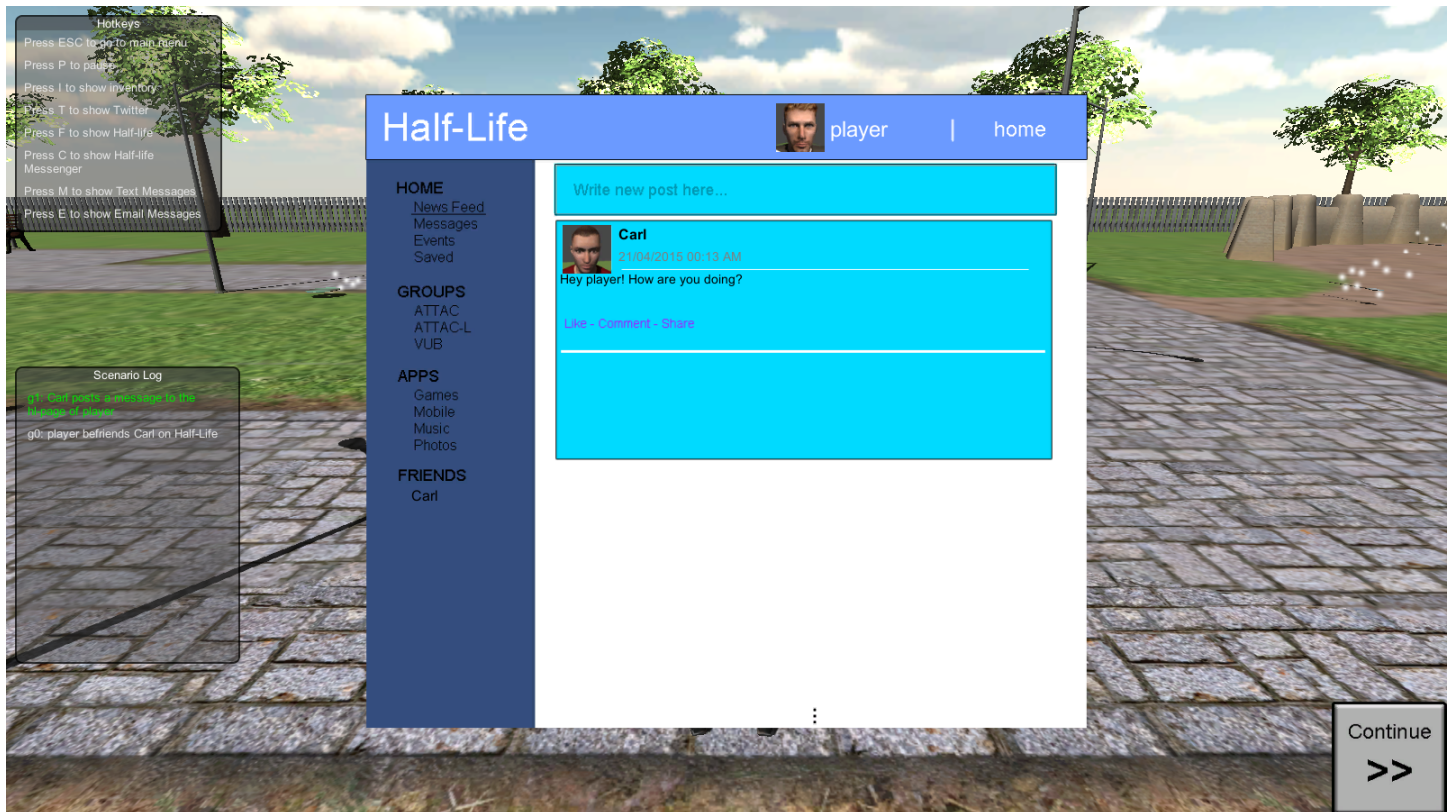 Hotkeys
Press ESC to go to main menu
Press P to pause
Press I to show inventory
Press T to show Twitter
Press F to show Half-life
Press C to show Half-life
Messenger
Press M to show Text Messages
Press E to show Email Messages
Scenario Log
g1: Carl posts a message to the
hl-page of player
g0: player befriends Carl on Half-Life
Half-Life
player | home
HOME
News Feed
Messages
Events
Saved
GROUPS
ATTAC
ATTAC-L
VUB
APPS
Games
Mobile
Music
Photos
FRIENDS
Carl
Write new post here...
Carl
21/04/2015 00:13 AM
Hey player! How are you doing?
Like - Comment - Share
Continue
>>